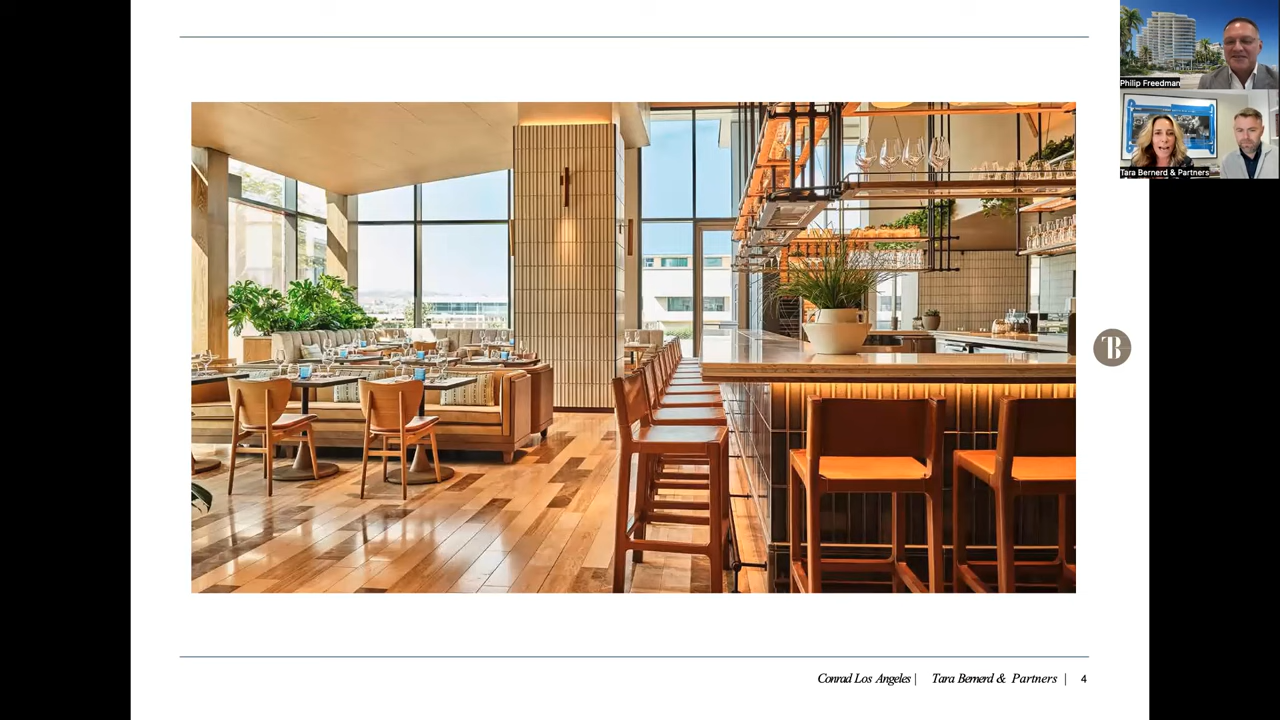 Philip Freedman
Tara Bernerd & Partners
TB
Conrad Los Angeles | Tara Bernerd & Partners | 4